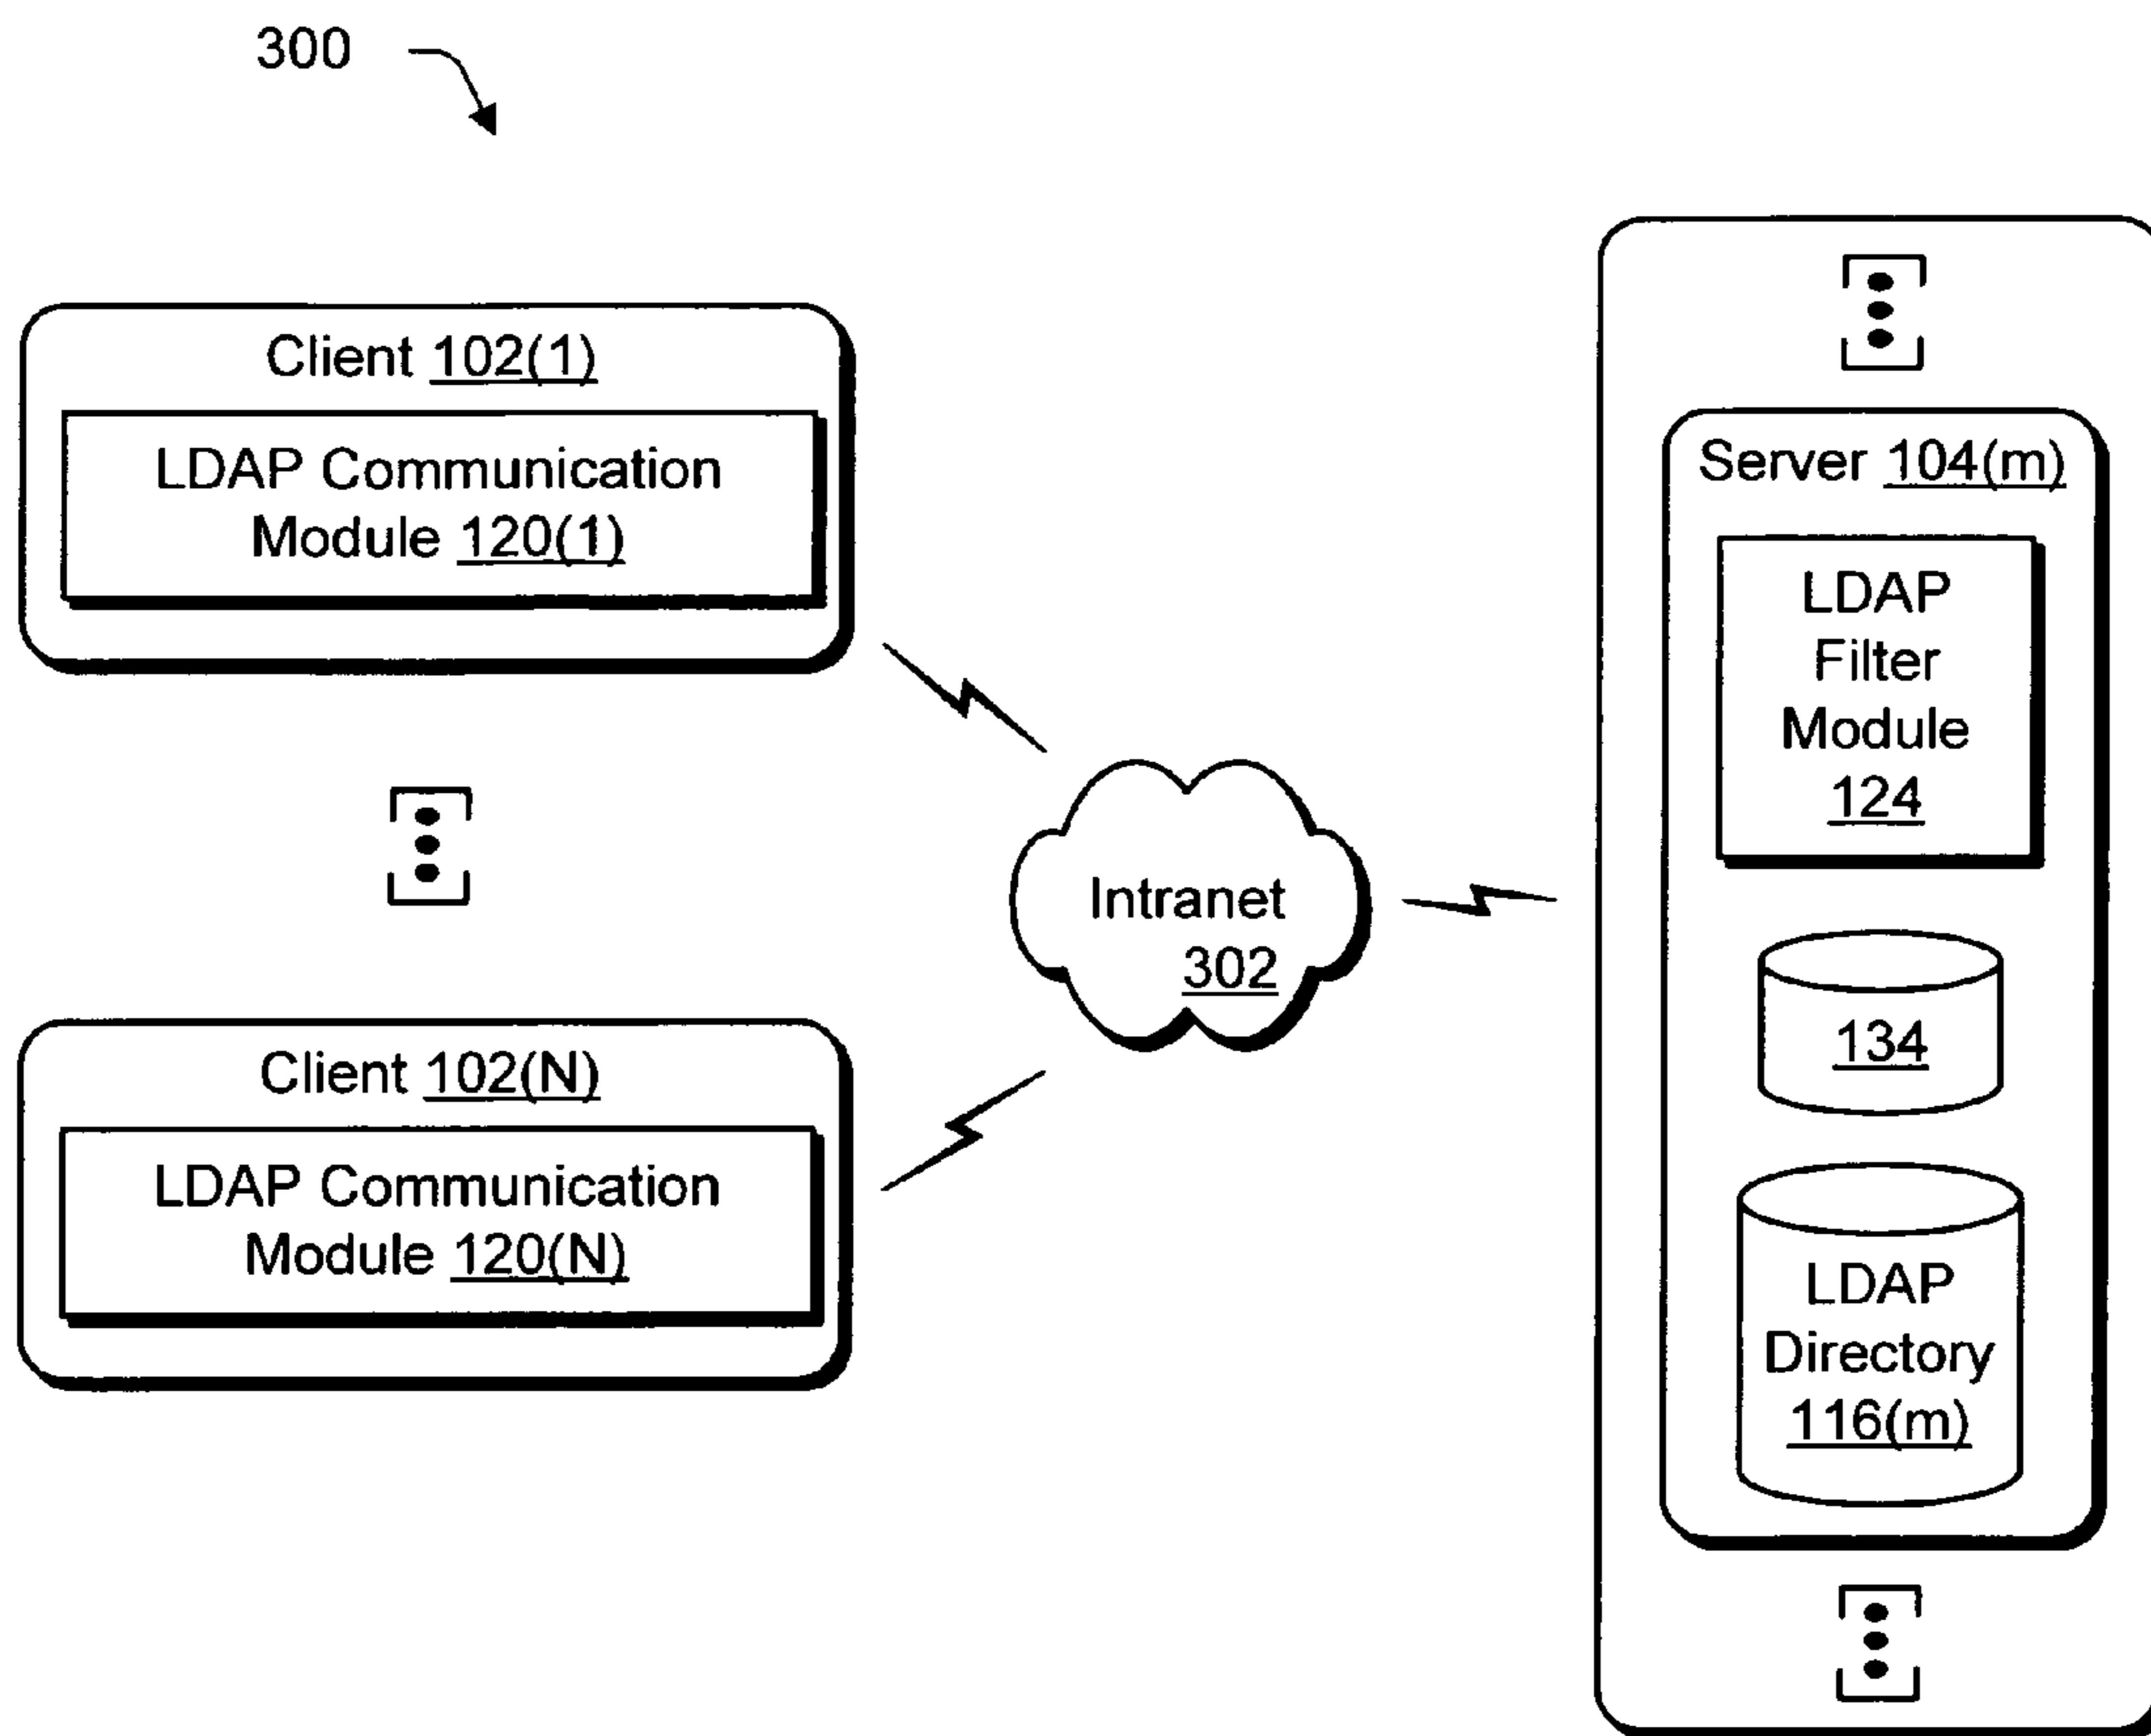 300
Client 102(1)
LDAP Communication
Module 120(1)
Client 102(N)
LDAP Communication
Module 120(N)
Intranet
302
Server 104(m)
LDAP
Filter
Module
124
134
LDAP
Directory
116(m)